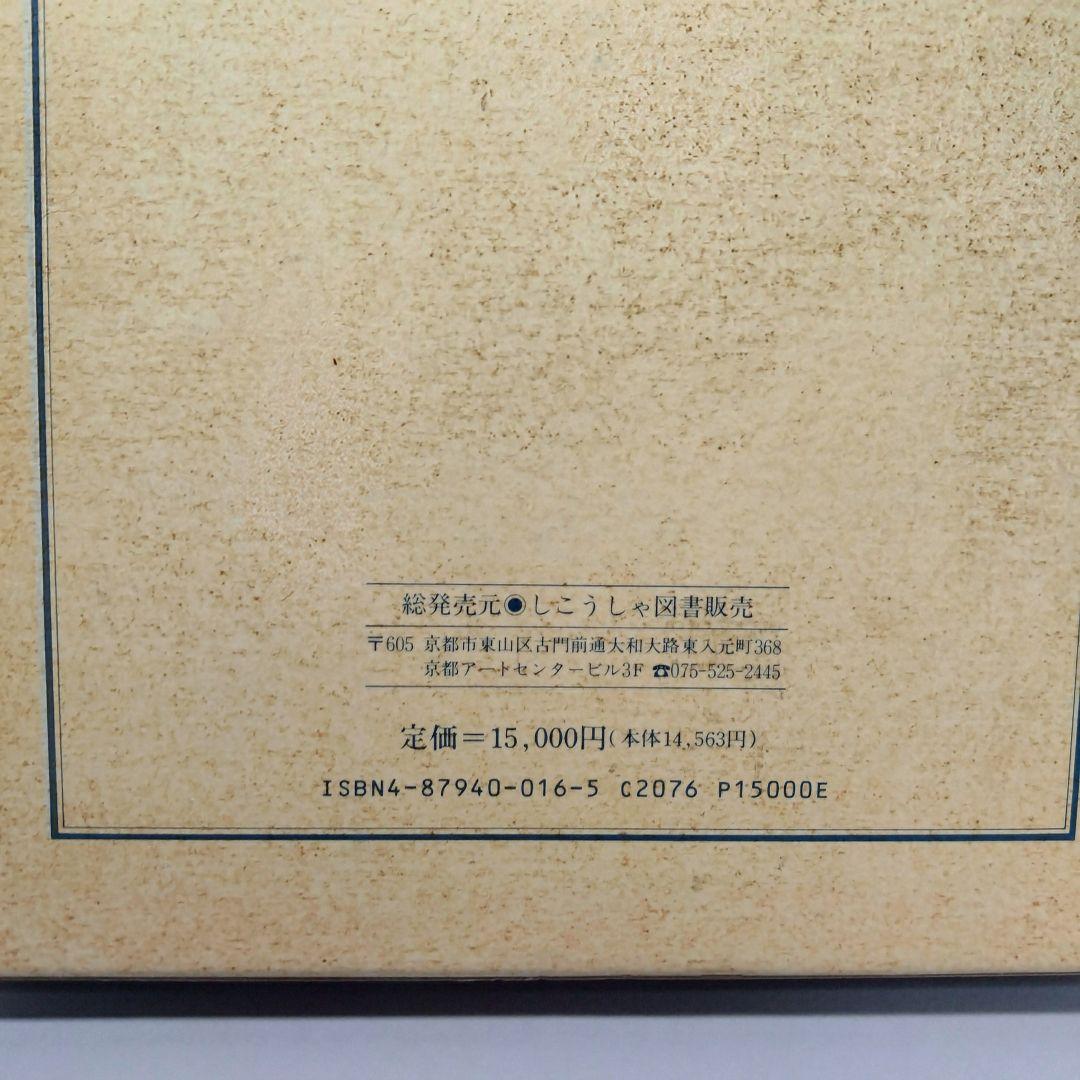 総発売元◉しこうしゃ図書販売
〒605 京都市東山区古門前通大和大路東入元町368
京都アートセンタービル3F ☎075-525-2445
定価＝15,000円(本体14,563円)
ISBN4-87940-016-5 C2076 P15000E